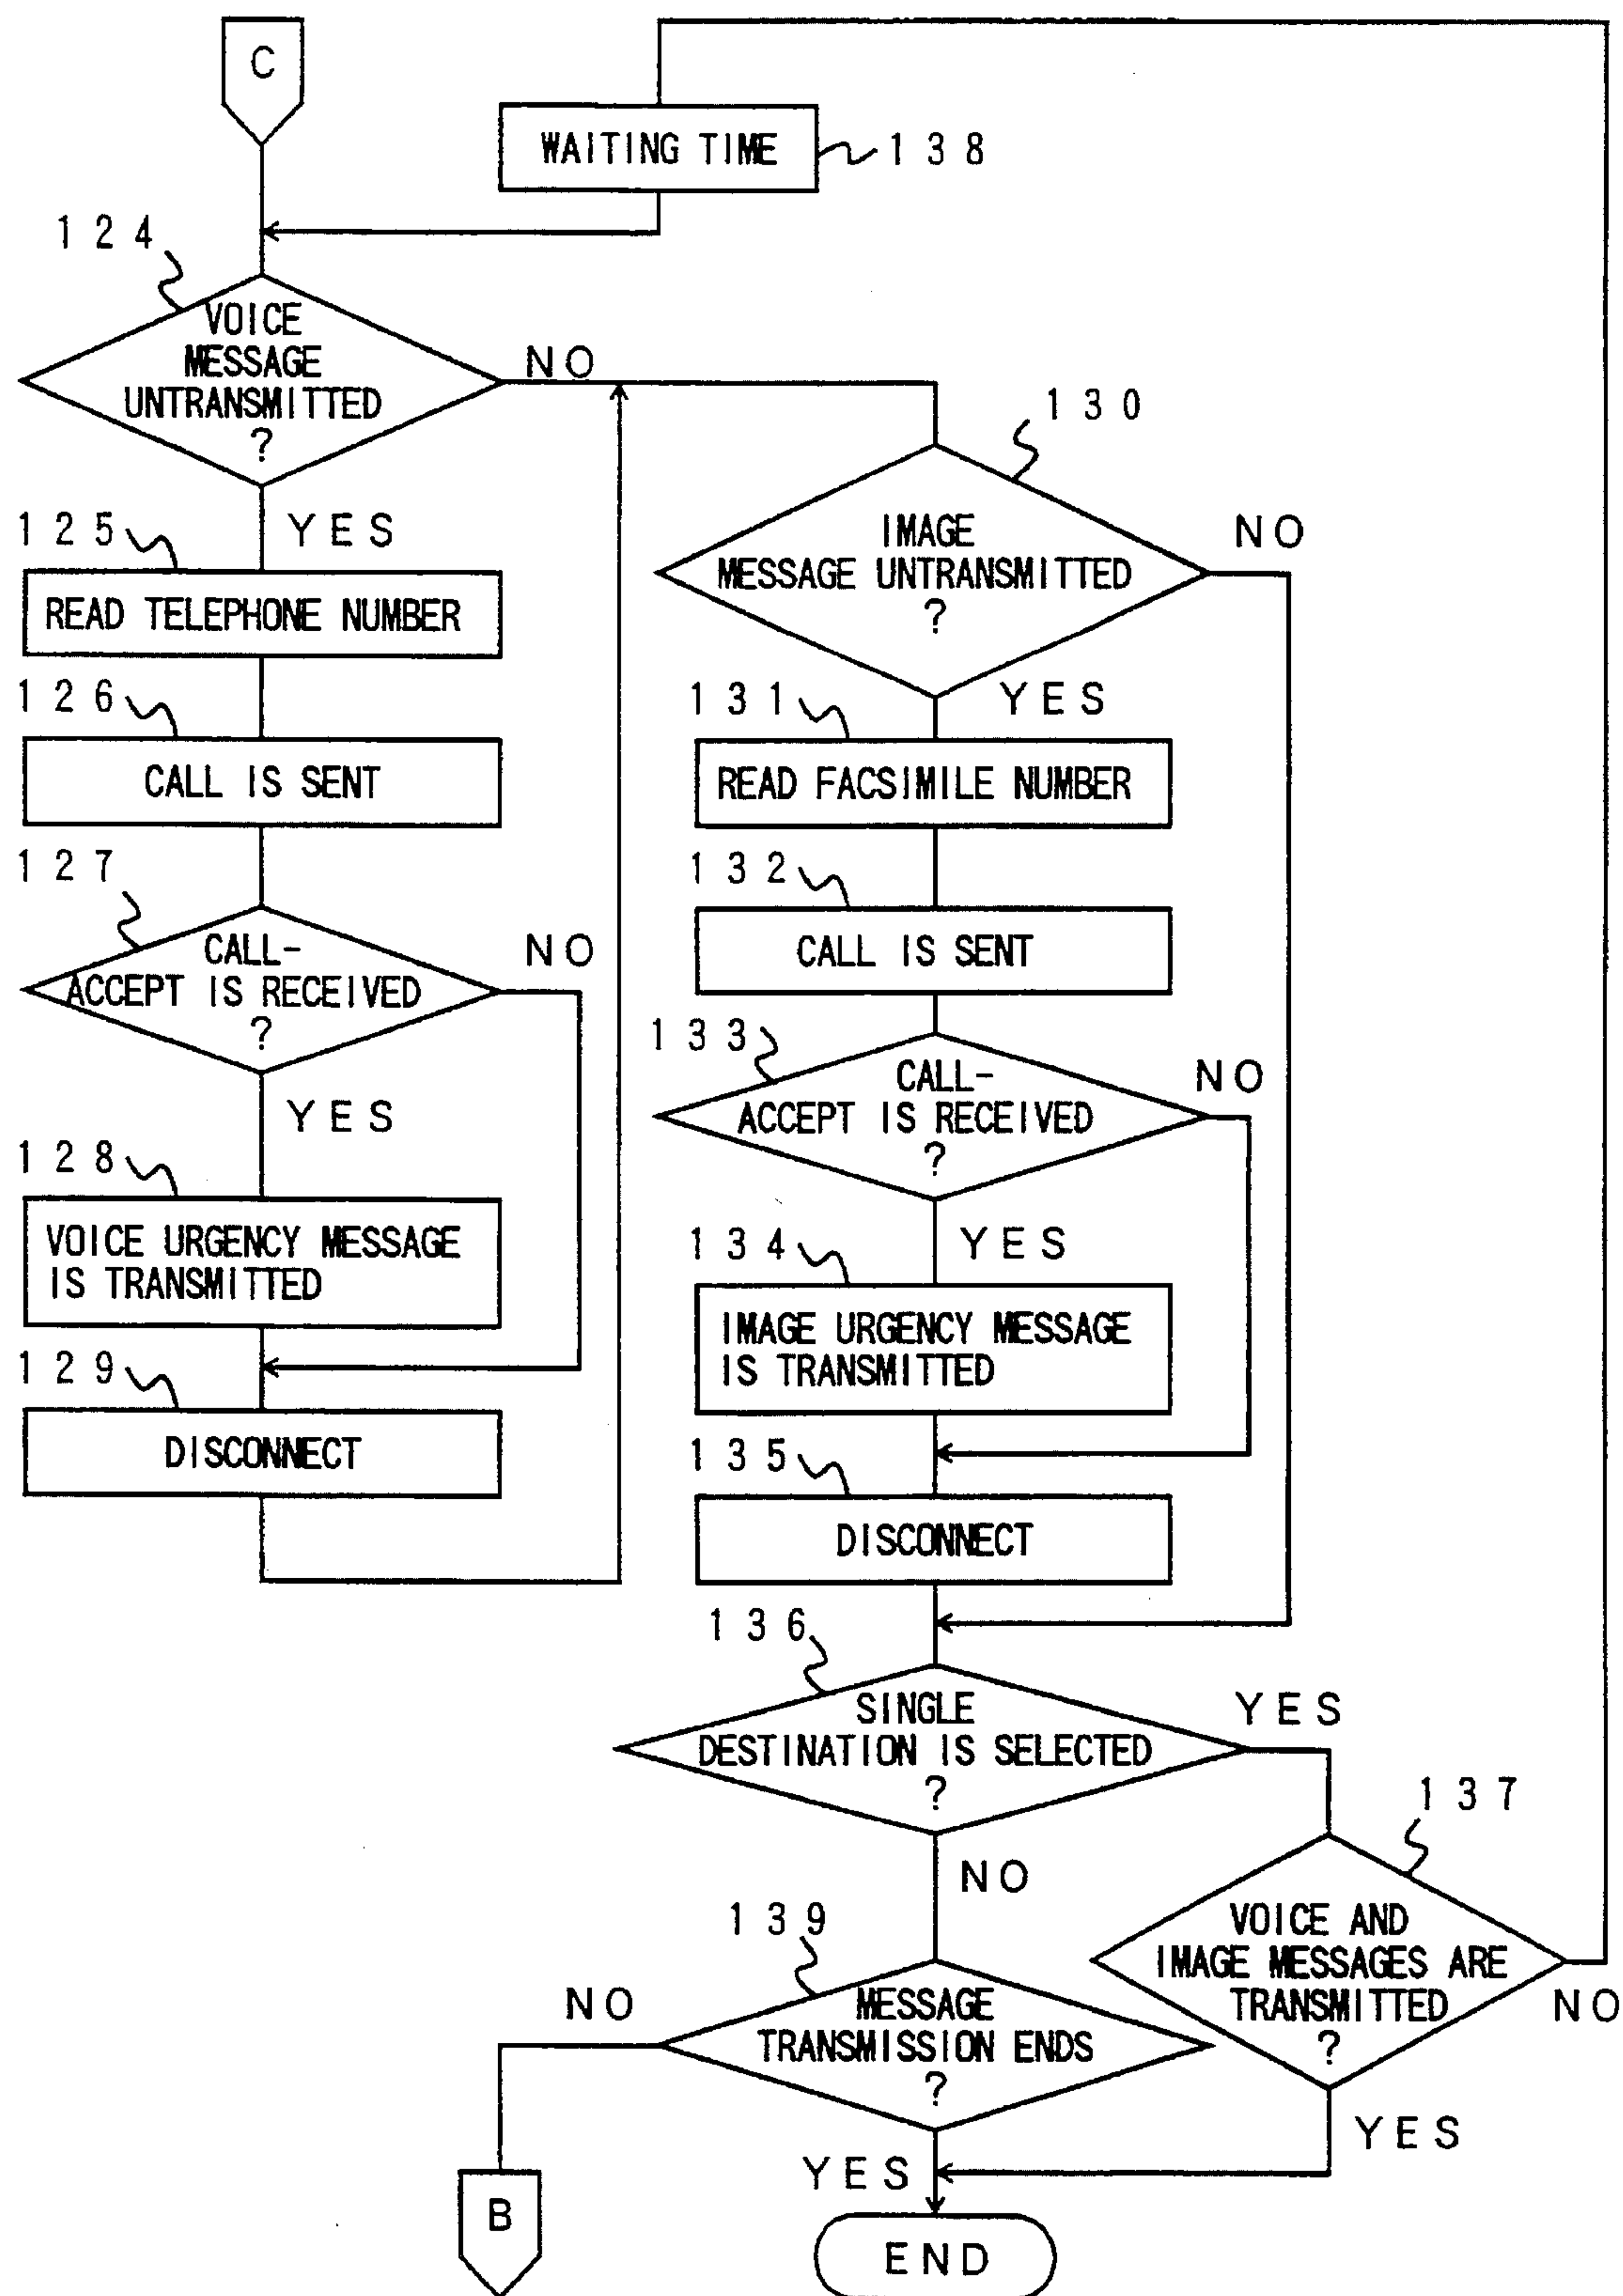 C
WAITING TIME
138
124
VOICE
MESSAGE
UNTRANSMITTED
?
NO
YES
125
READ TELEPHONE NUMBER
126
CALL IS SENT
127
CALL-
ACCEPT IS RECEIVED
?
NO
YES
128
VOICE URGENCY MESSAGE
IS TRANSMITTED
129
DISCONNECT
130
IMAGE
MESSAGE UNTRANSMITTED
?
NO
YES
131
READ FACSIMILE NUMBER
132
CALL IS SENT
133
CALL-
ACCEPT IS RECEIVED
?
NO
YES
134
IMAGE URGENCY MESSAGE
IS TRANSMITTED
135
DISCONNECT
136
SINGLE
DESTINATION IS SELECTED
?
YES
NO
137
VOICE AND
IMAGE MESSAGES ARE
TRANSMITTED
?
NO
YES
139
MESSAGE
TRANSMISSION ENDS
?
NO
YES
B
END